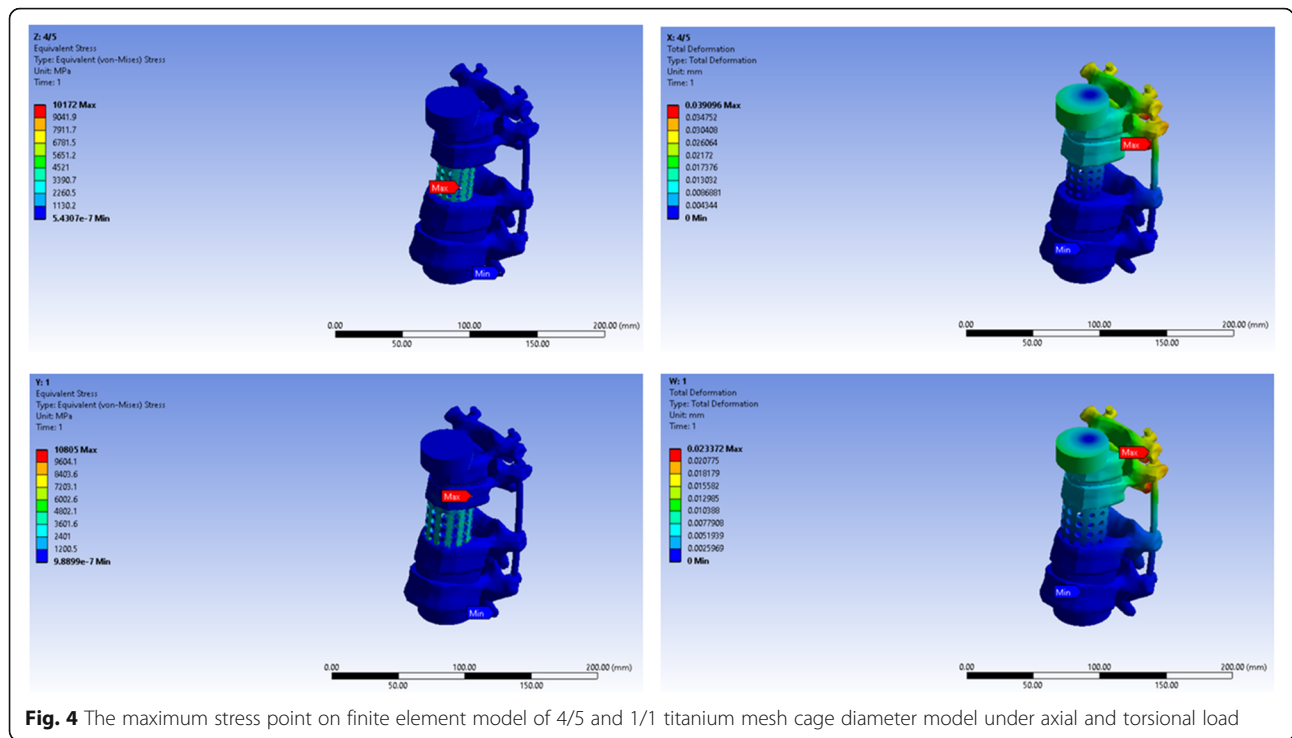 Z: 4/5
Equivalent Stress
Type: Equivalent (von-Mises) Stress
Unit: MPa
Time: 1
10172 Max
9041.9
7911.7
6781.5
5651.2
4521
3390.7
2260.5
1130.2
5.4307e-7 Min
Max
Min
0.00
100.00
200.00 (mm)
50.00
150.00
X: 4/5
Total Deformation
Type: Total Deformation
Unit: mm
Time: 1
0.039096 Max
0.034752
0.030408
0.026064
0.02172
0.017376
0.013032
0.0086881
0.004344
0 Min
Max
Min
0.00
100.00
200.00 (mm)
50.00
150.00
Y: 1
Equivalent Stress
Type: Equivalent (von-Mises) Stress
Unit: MPa
Time: 1
10805 Max
9604.1
8403.6
7203.1
6002.6
4802.1
3601.6
2401
1200.5
9.8899e-7 Min
Max
Min
0.00
100.00
200.00 (mm)
50.00
150.00
W: 1
Total Deformation
Type: Total Deformation
Unit: mm
Time: 1
0.023372 Max
0.020775
0.018179
0.015582
0.012985
0.010388
0.0077908
0.0051939
0.0025969
0 Min
Max
Min
0.00
100.00
200.00 (mm)
50.00
150.00
Fig. 4 The maximum stress point on finite element model of 4/5 and 1/1 titanium mesh cage diameter model under axial and torsional load